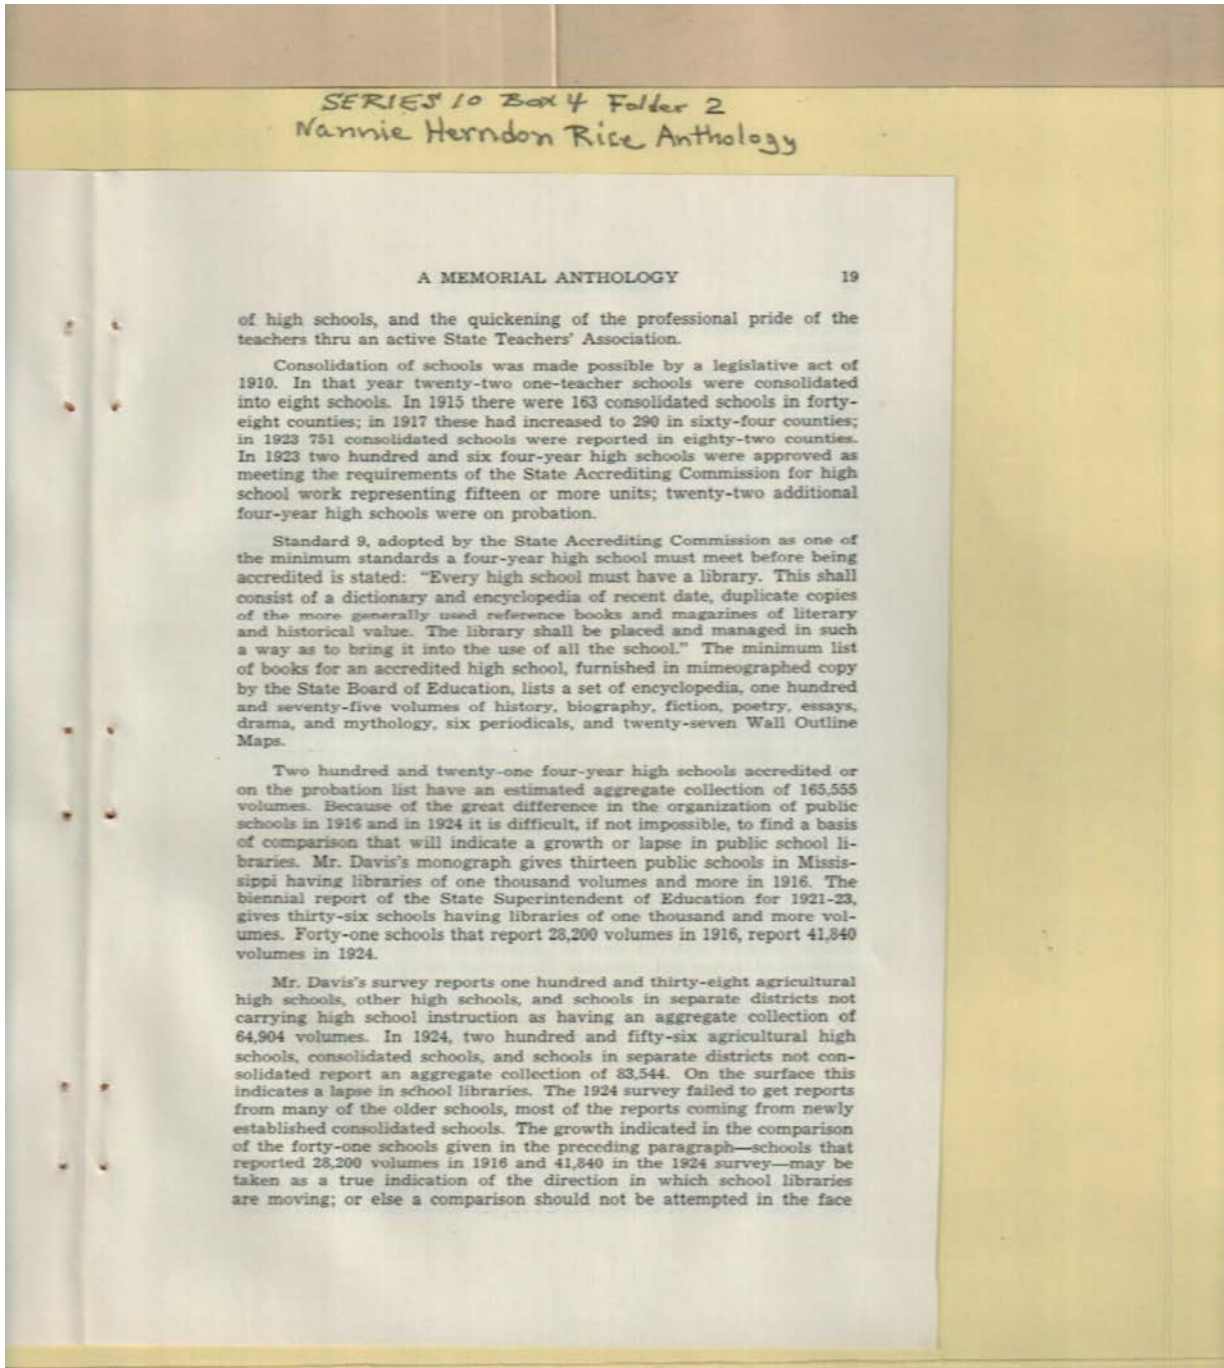 SERIES 10 Box 4 Folder 2
Nannie Herndon Rice Anthology
A MEMORIAL ANTHOLOGY 19
of high schools, and the quickening of the professional pride of the
teachers thru an active State Teachers' Association.
Consolidation of schools was made possible by a legislative act of
1910. In that year twenty-two one-teacher schools were consolidated
into eight schools. In 1915 there were 163 consolidated schools in forty-
eight counties; in 1917 these had increased to 290 in sixty-four counties;
in 1923 751 consolidated schools were reported in eighty-two counties.
In 1923 two hundred and six four-year high schools were approved as
meeting the requirements of the State Accrediting Commission for high
school work representing fifteen or more units; twenty-two additional
four-year high schools were on probation.
Standard 9, adopted by the State Accrediting Commission as one of
the minimum standards a four-year high school must meet before being
accredited is stated: "Every high school must have a library. This shall
consist of a dictionary and encyclopedia of recent date, duplicate copies
of the more generally used reference books and magazines of literary
and historical value. The library shall be placed and managed in such
a way as to bring it into the use of all the school." The minimum list
of books for an accredited high school, furnished in mimeographed copy
by the State Board of Education, lists a set of encyclopedia, one hundred
and seventy-five volumes of history, biography, fiction, poetry, essays,
drama, and mythology, six periodicals, and twenty-seven Wall Outline
Maps.
Two hundred and twenty-one four-year high schools accredited or
on the probation list have an estimated aggregate collection of 165,555
volumes. Because of the great difference in the organization of public
schools in 1916 and in 1924 it is difficult, if not impossible, to find a basis
of comparison that will indicate a growth or lapse in public school li-
braries. Mr. Davis's monograph gives thirteen public schools in Missis-
sippi having libraries of one thousand volumes and more in 1916. The
biennial report of the State Superintendent of Education for 1921-23,
gives thirty-six schools having libraries of one thousand and more vol-
umes. Forty-one schools that report 28,200 volumes in 1916, report 41,840
volumes in 1924.
Mr. Davis's survey reports one hundred and thirty-eight agricultural
high schools, other high schools, and schools in separate districts not
carrying high school instruction as having an aggregate collection of
64,904 volumes. In 1924, two hundred and fifty-six agricultural high
schools, consolidated schools, and schools in separate districts not con-
solidated report an aggregate collection of 83,544. On the surface this
indicates a lapse in school libraries. The 1924 survey failed to get reports
from many of the older schools, most of the reports coming from newly
established consolidated schools. The growth indicated in the comparison
of the forty-one schools given in the preceding paragraph—schools that
reported 28,200 volumes in 1916 and 41,840 in the 1924 survey—may be
taken as a true indication of the direction in which school libraries
are moving; or else a comparison should not be attempted in the face